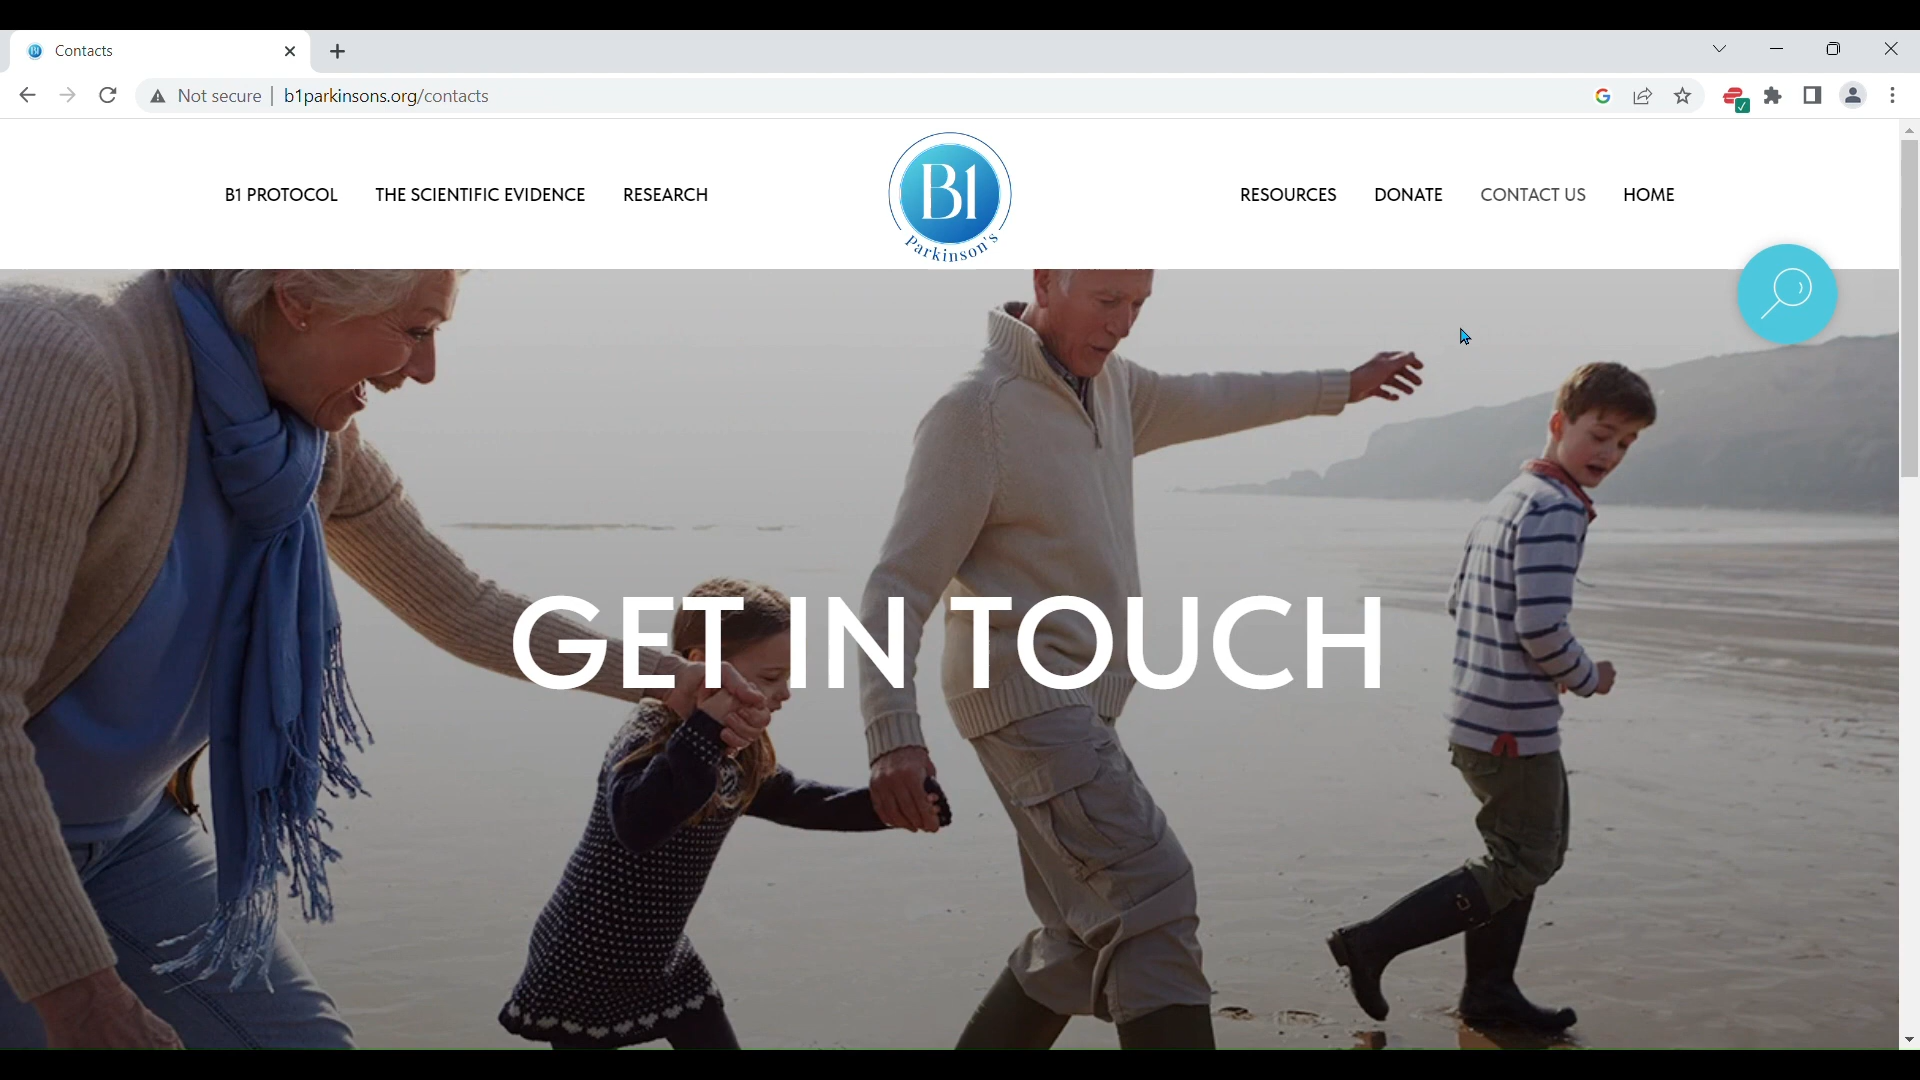 Contacts
Not secure | b1parkinsons.org/contacts
B1 PROTOCOL THE SCIENTIFIC EVIDENCE RESEARCH
B1
Parkinson's
RESOURCES DONATE CONTACT US HOME
GET IN TOUCH